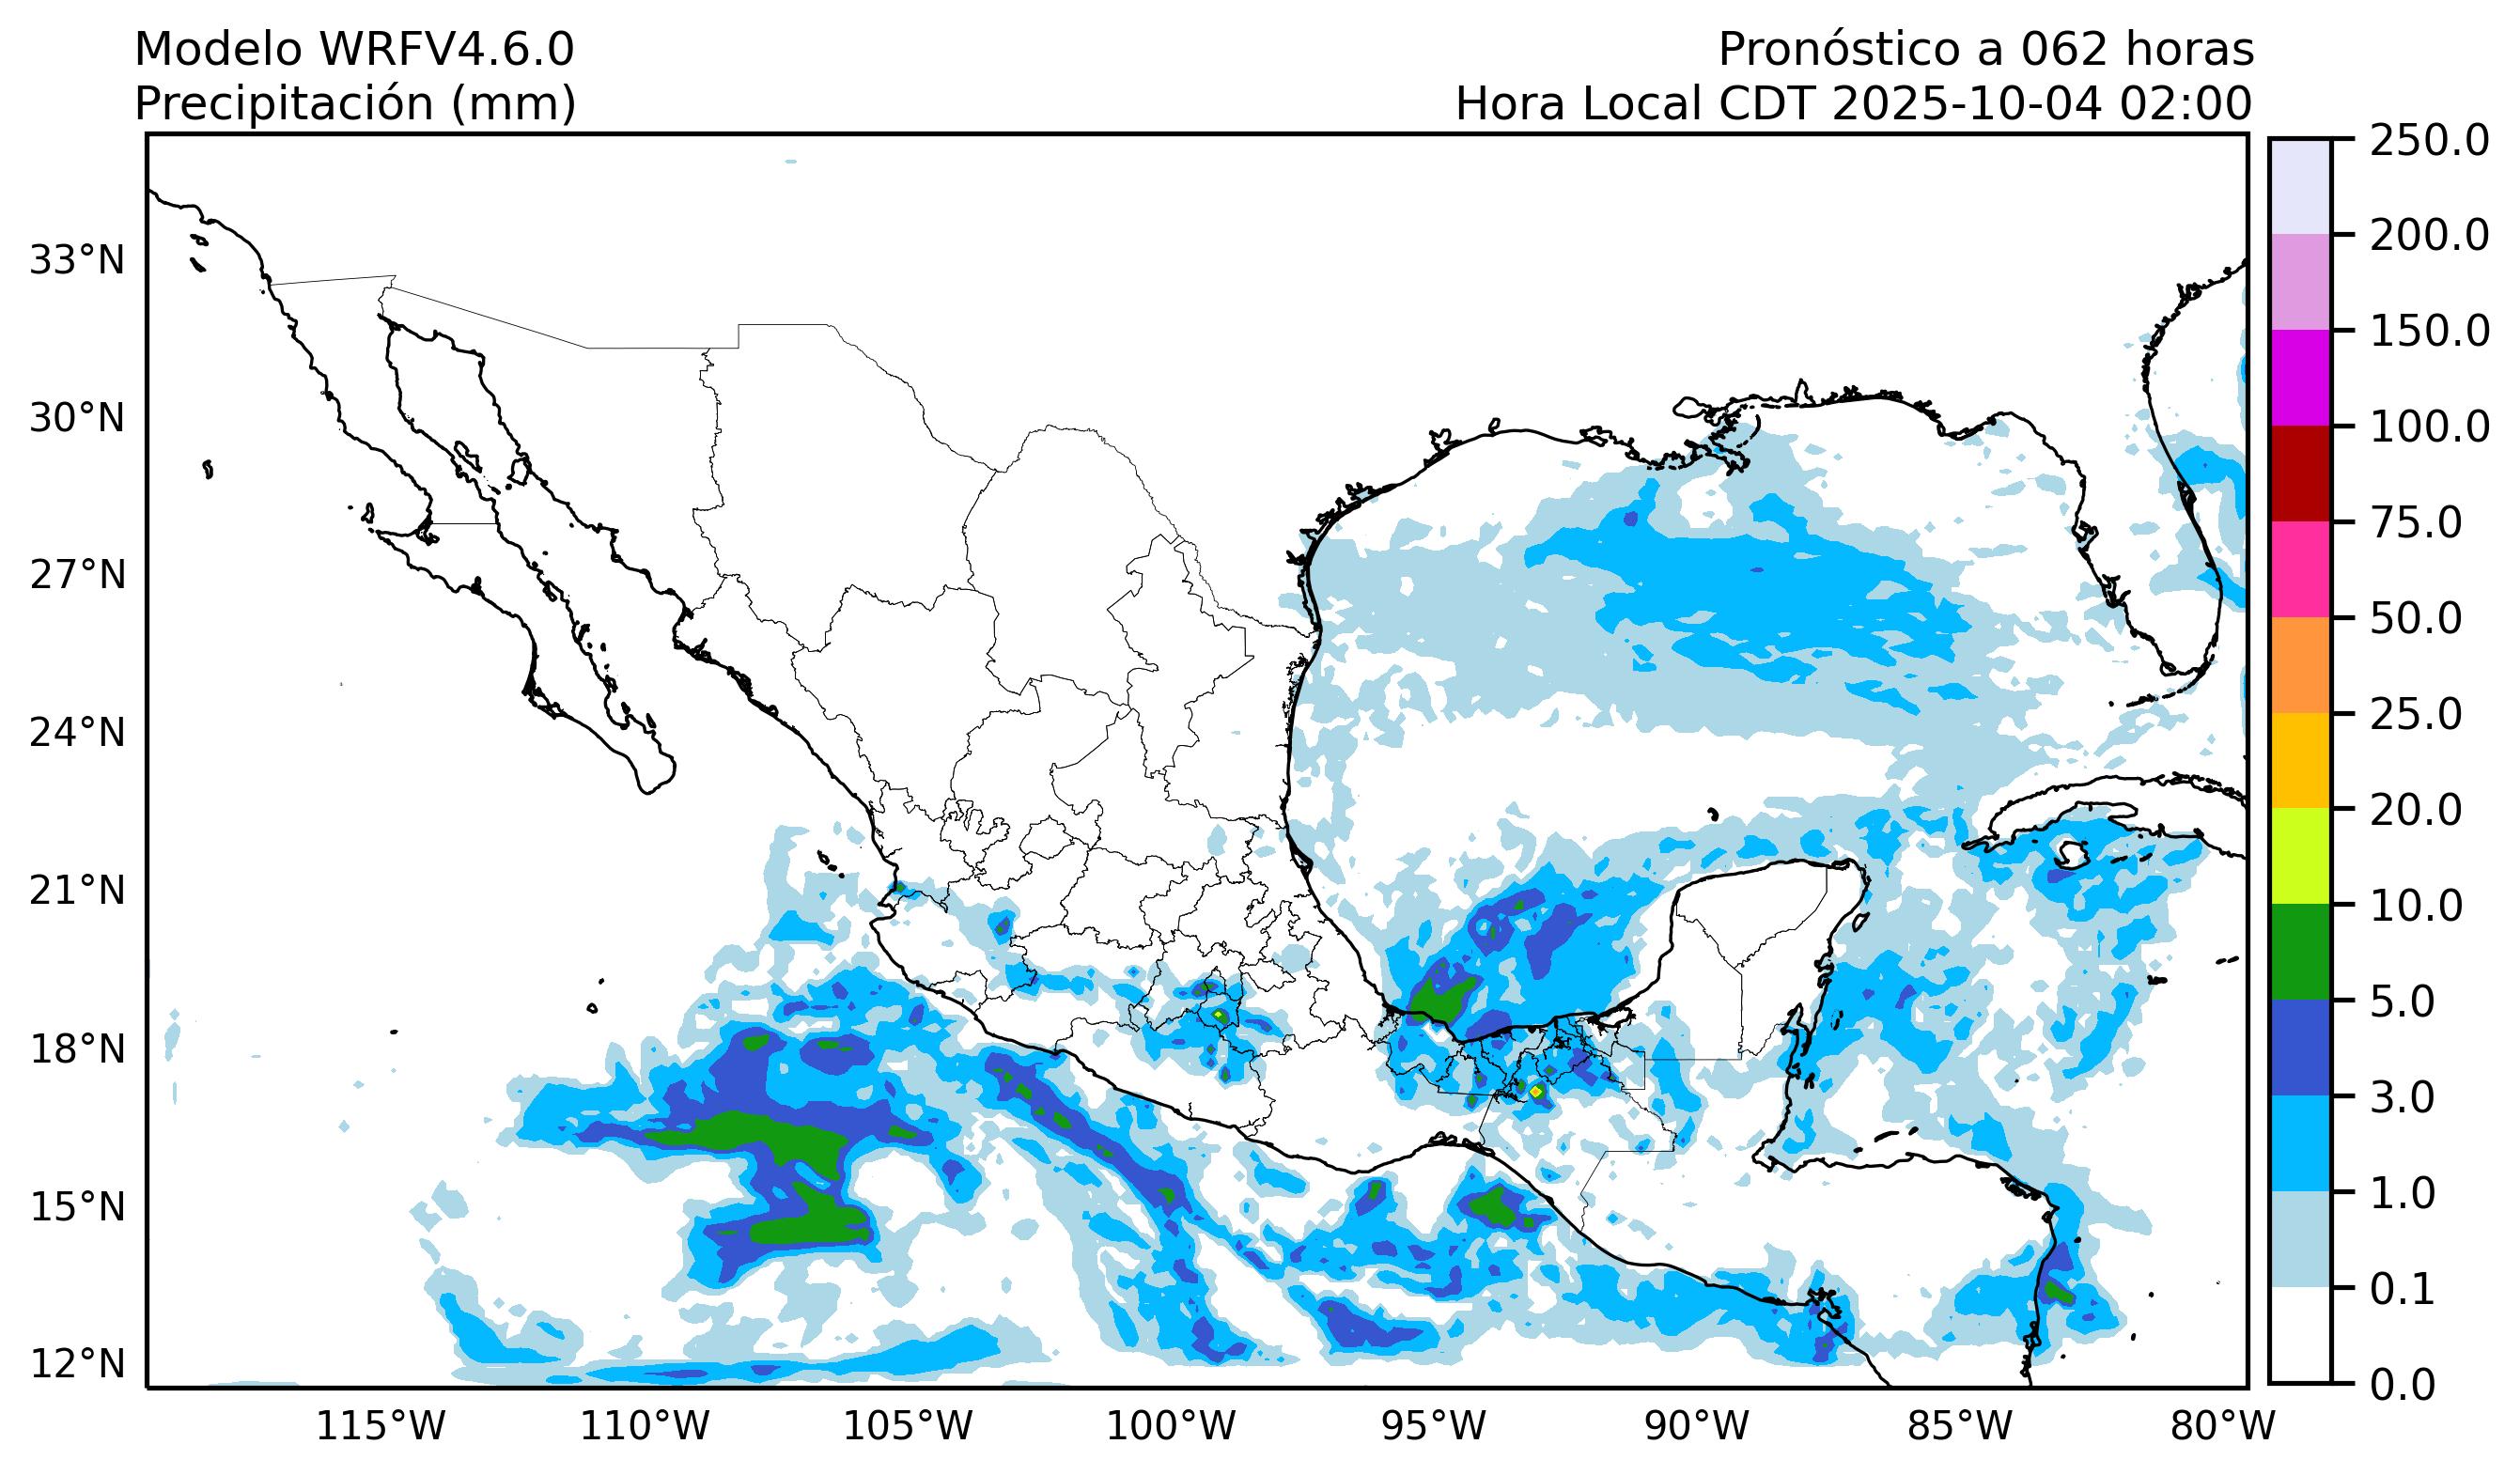 Modelo WRFV4.6.0
Precipitación (mm)
Pronóstico a 062 horas
Hora Local CDT 2025-10-04 02:00
33°N
30°N
27°N
24°N
21°N
18°N
15°N
12°N
115°W
110°W
105°W
100°W
95°W
90°W
85°W
80°W
250.0
200.0
150.0
100.0
75.0
50.0
25.0
20.0
10.0
5.0
3.0
1.0
0.1
0.0